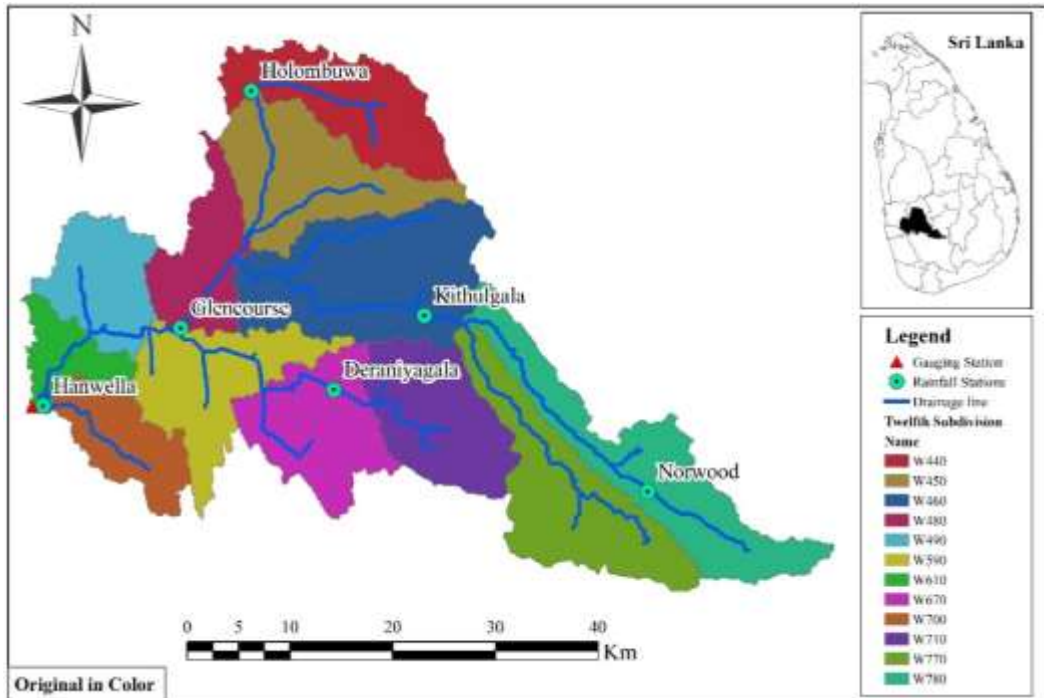 N
Sri Lanka
Holombuwa
Kithulgala
Glencourse
Deraniyagala
Hanwella
Norwood
Legend
Gauging Station
Rainfall Stations
Drainage line
Twelfth Subdivision
Name
W440
W450
W460
W480
W490
W590
W610
W670
W700
W710
W770
W780
0 5 10 20 30 40
Km
Original in Color